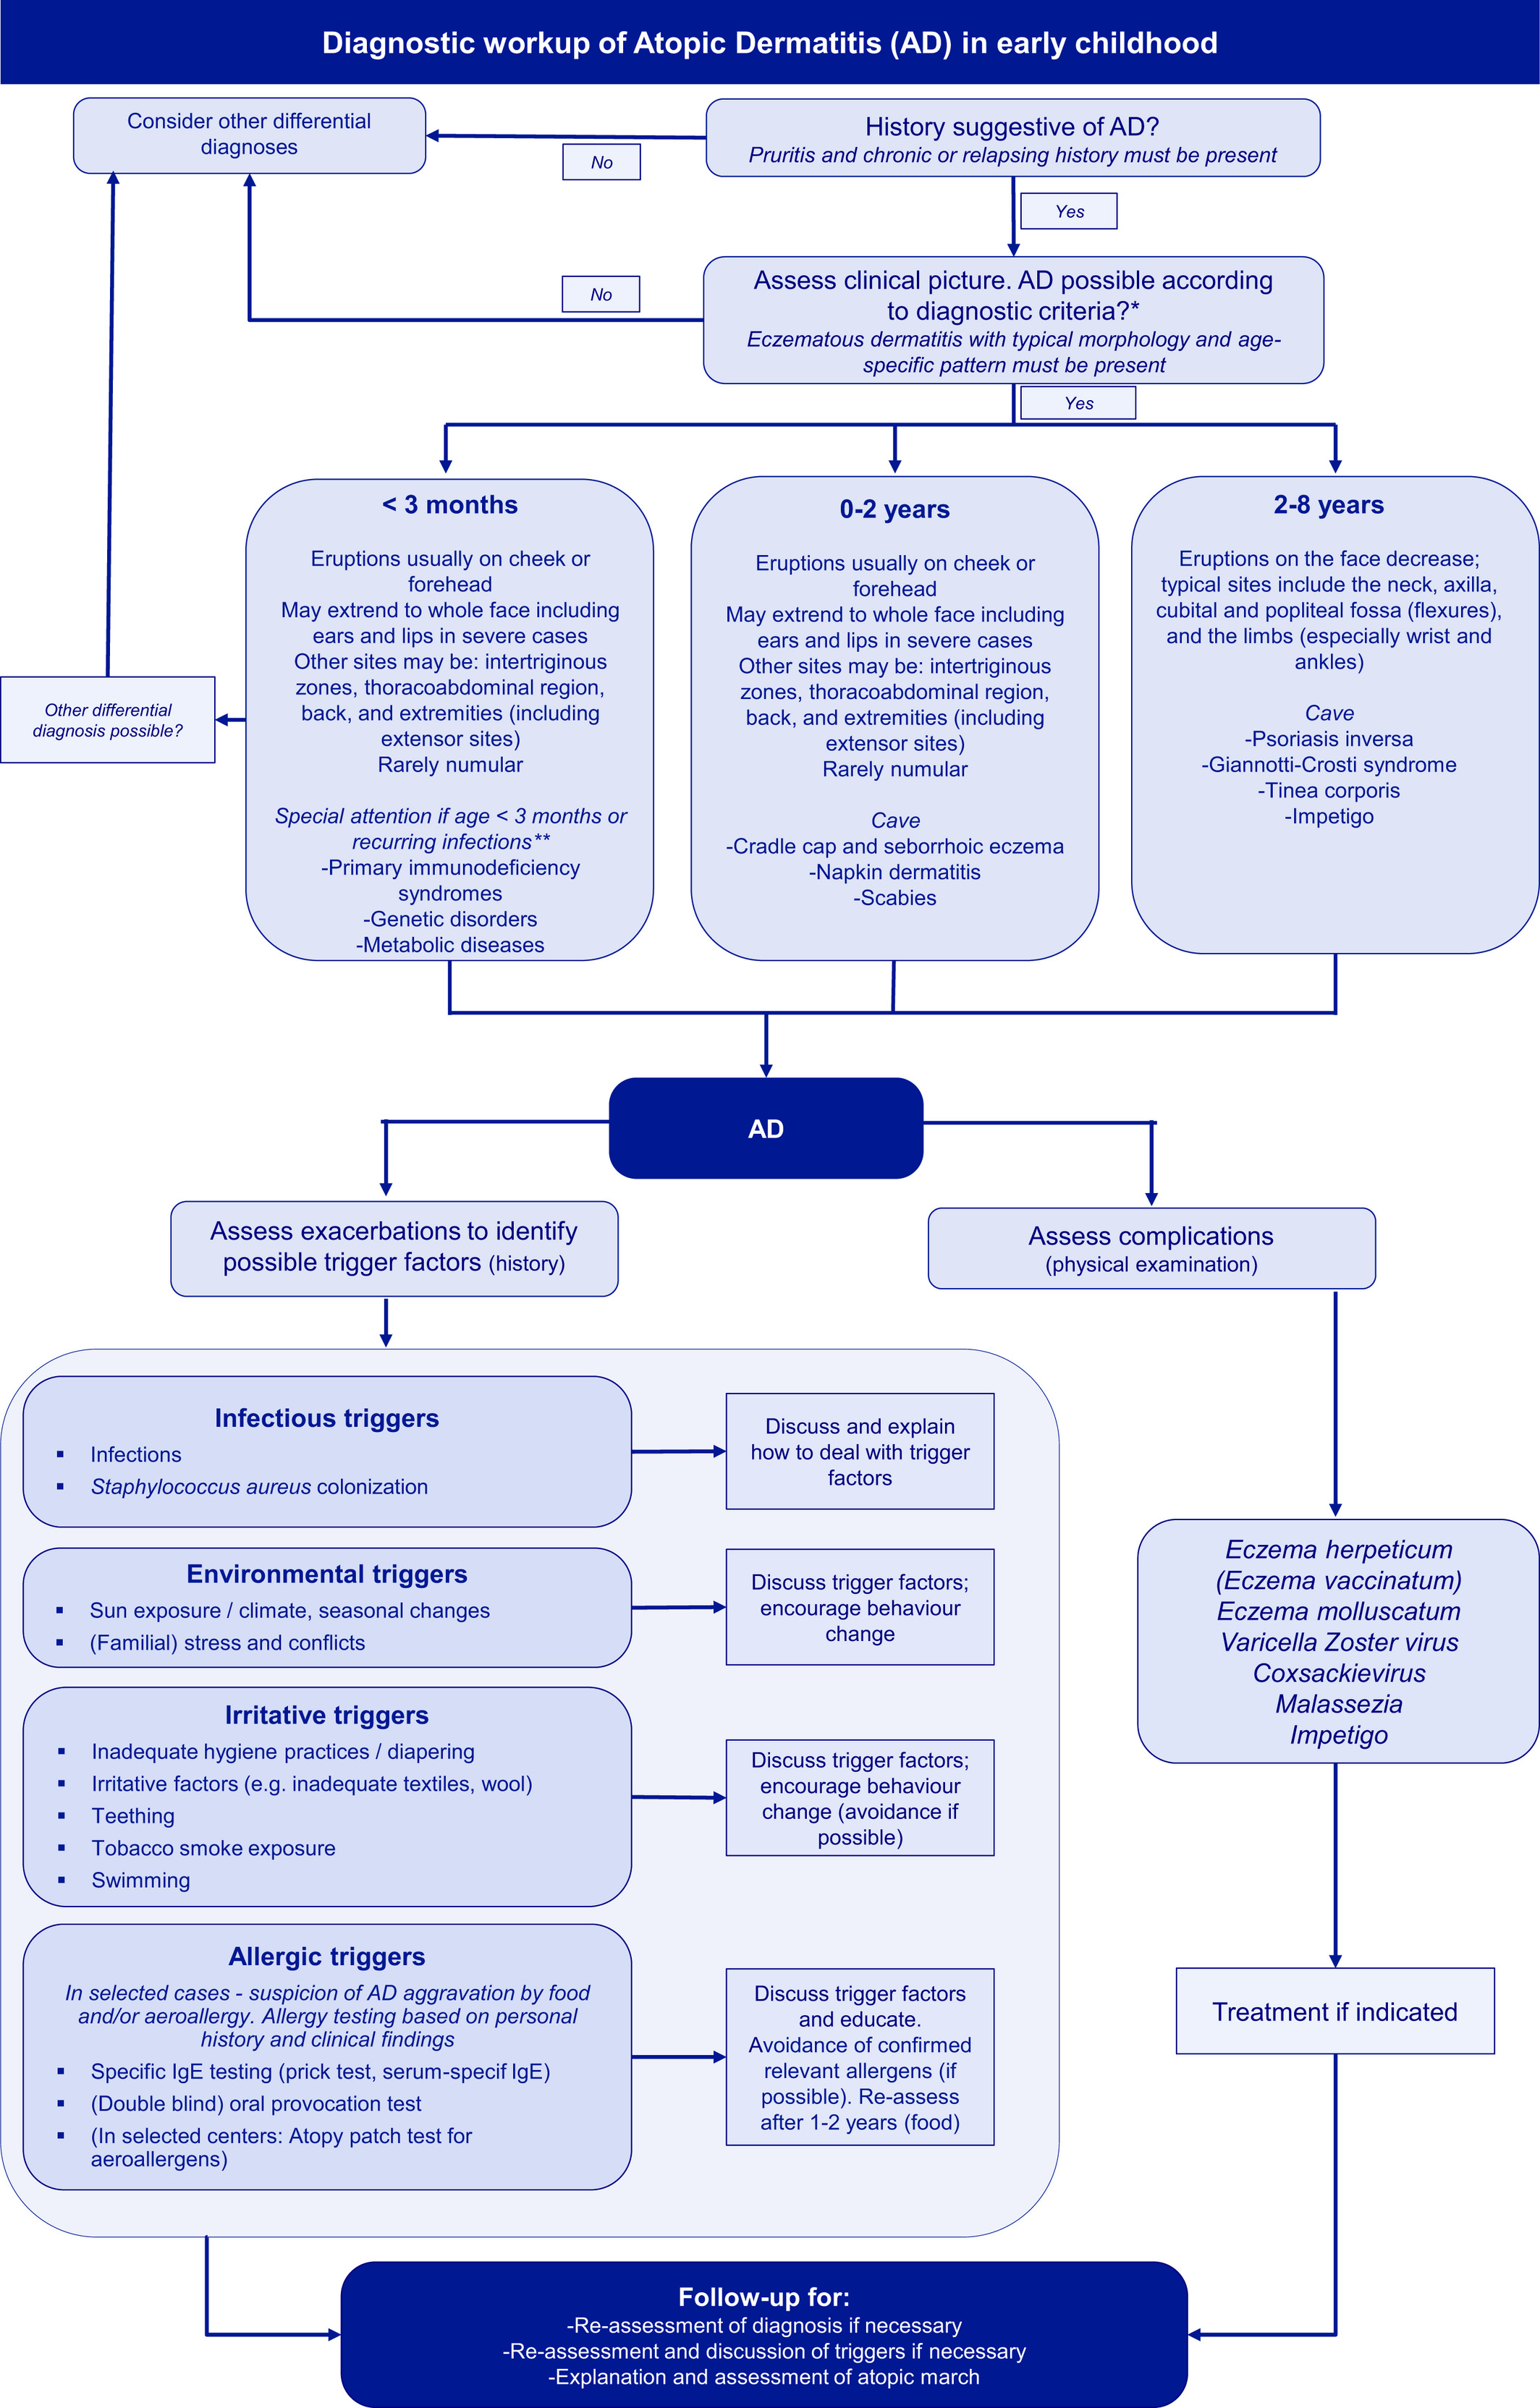 Diagnostic workup of Atopic Dermatitis (AD) in early childhood
Consider other differential
diagnoses
History suggestive of AD?
Pruritis and chronic or relapsing history must be present
No
Yes
Assess clinical picture. AD possible according
to diagnostic criteria?*
Eczematous dermatitis with typical morphology and age-
specific pattern must be present
No
Yes
< 3 months
Eruptions usually on cheek or
forehead
May extrend to whole face including
ears and lips in severe cases
Other sites may be: intertriginous
zones, thoracoabdominal region,
back, and extremities (including
extensor sites)
Rarely numular
Special attention if age < 3 months or
recurring infections**
-Primary immunodeficiency
syndromes
-Genetic disorders
-Metabolic diseases
0-2 years
Eruptions usually on cheek or
forehead
May extrend to whole face including
ears and lips in severe cases
Other sites may be: intertriginous
zones, thoracoabdominal region,
back, and extremities (including
extensor sites)
Rarely numular
Cave
-Cradle cap and seborrhoic eczema
-Napkin dermatitis
-Scabies
2-8 years
Eruptions on the face decrease;
typical sites include the neck, axilla,
cubital and popliteal fossa (flexures),
and the limbs (especially wrist and
ankles)
Cave
-Psoriasis inversa
-Giannotti-Crosti syndrome
-Tinea corporis
-Impetigo
Other differential
diagnosis possible?
AD
Assess exacerbations to identify
possible trigger factors (history)
Assess complications
(physical examination)
Infectious triggers
▪ Infections
▪ Staphylococcus aureus colonization
Discuss and explain
how to deal with trigger
factors
Environmental triggers
▪ Sun exposure / climate, seasonal changes
▪ (Familial) stress and conflicts
Discuss trigger factors;
encourage behaviour
change
Irritative triggers
▪ Inadequate hygiene practices / diapering
▪ Irritative factors (e.g. inadequate textiles, wool)
▪ Teething
▪ Tobacco smoke exposure
▪ Swimming
Discuss trigger factors;
encourage behaviour
change (avoidance if
possible)
Allergic triggers
In selected cases - suspicion of AD aggravation by food
and/or aeroallergy. Allergy testing based on personal
history and clinical findings
▪ Specific IgE testing (prick test, serum-specif IgE)
▪ (Double blind) oral provocation test
▪ (In selected centers: Atopy patch test for
aeroallergens)
Discuss trigger factors
and educate.
Avoidance of confirmed
relevant allergens (if
possible). Re-assess
after 1-2 years (food)
Eczema herpeticum
(Eczema vaccinatum)
Eczema molluscatum
Varicella Zoster virus
Coxsackievirus
Malassezia
Impetigo
Treatment if indicated
Follow-up for:
-Re-assessment of diagnosis if necessary
-Re-assessment and discussion of triggers if necessary
-Explanation and assessment of atopic march